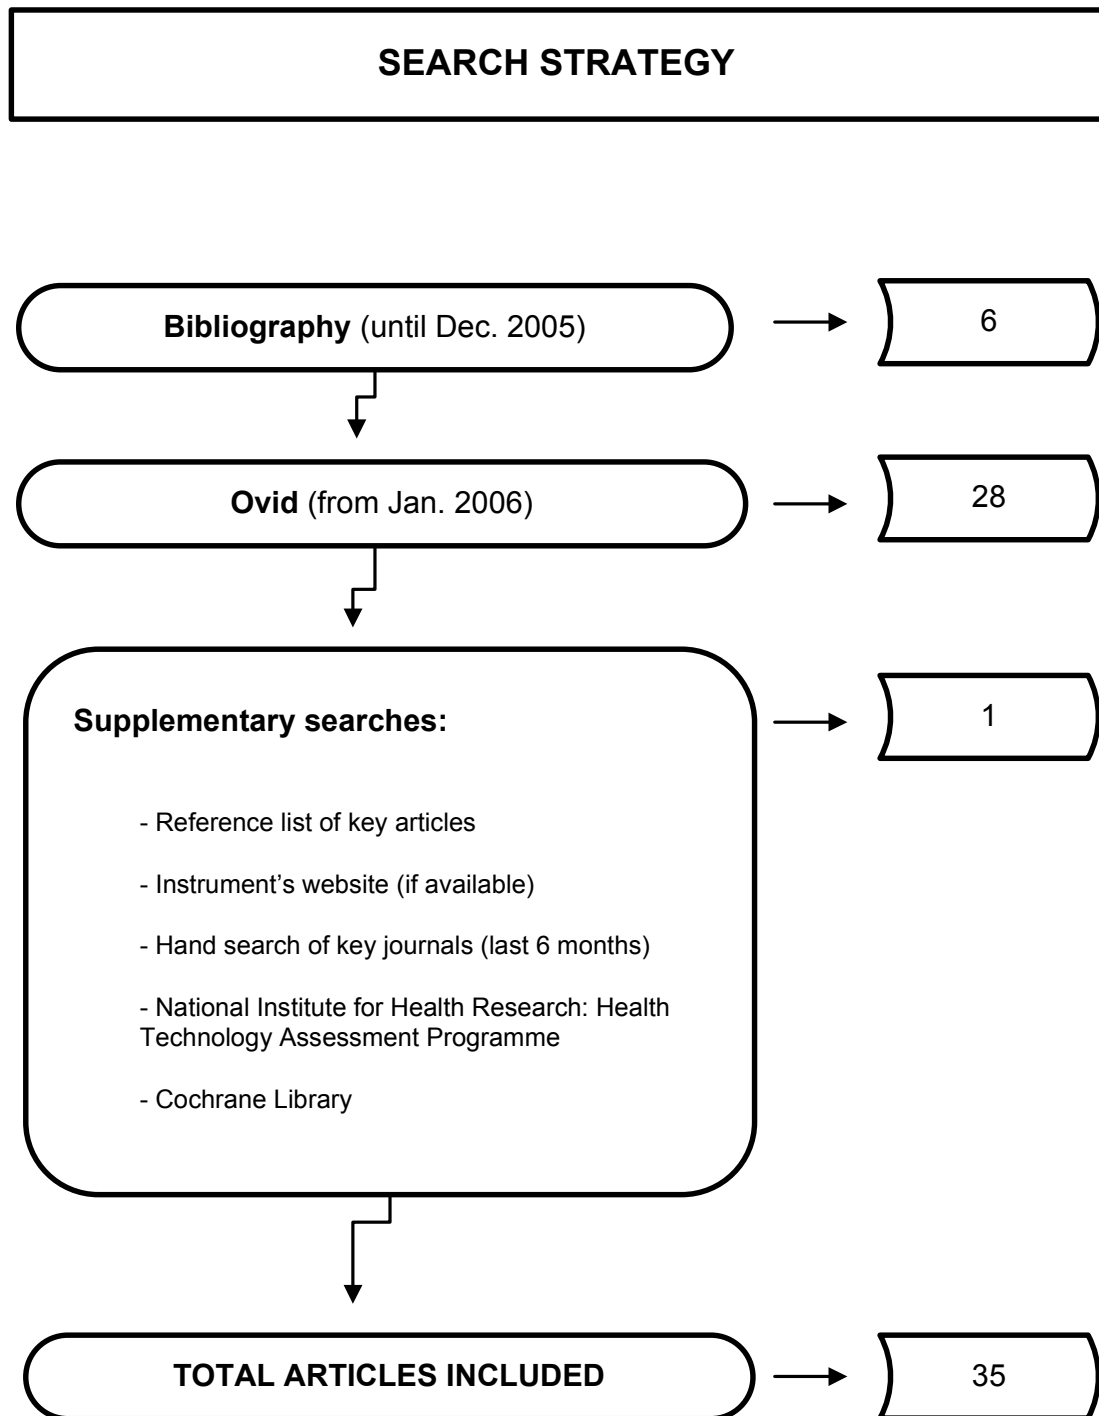 SEARCH STRATEGY
Bibliography (until Dec. 2005)
6
Ovid (from Jan. 2006)
28
Supplementary searches:
1
- Reference list of key articles
- Instrument’s website (if available)
- Hand search of key journals (last 6 months)
- National Institute for Health Research: Health
Technology Assessment Programme
- Cochrane Library
TOTAL ARTICLES INCLUDED
35